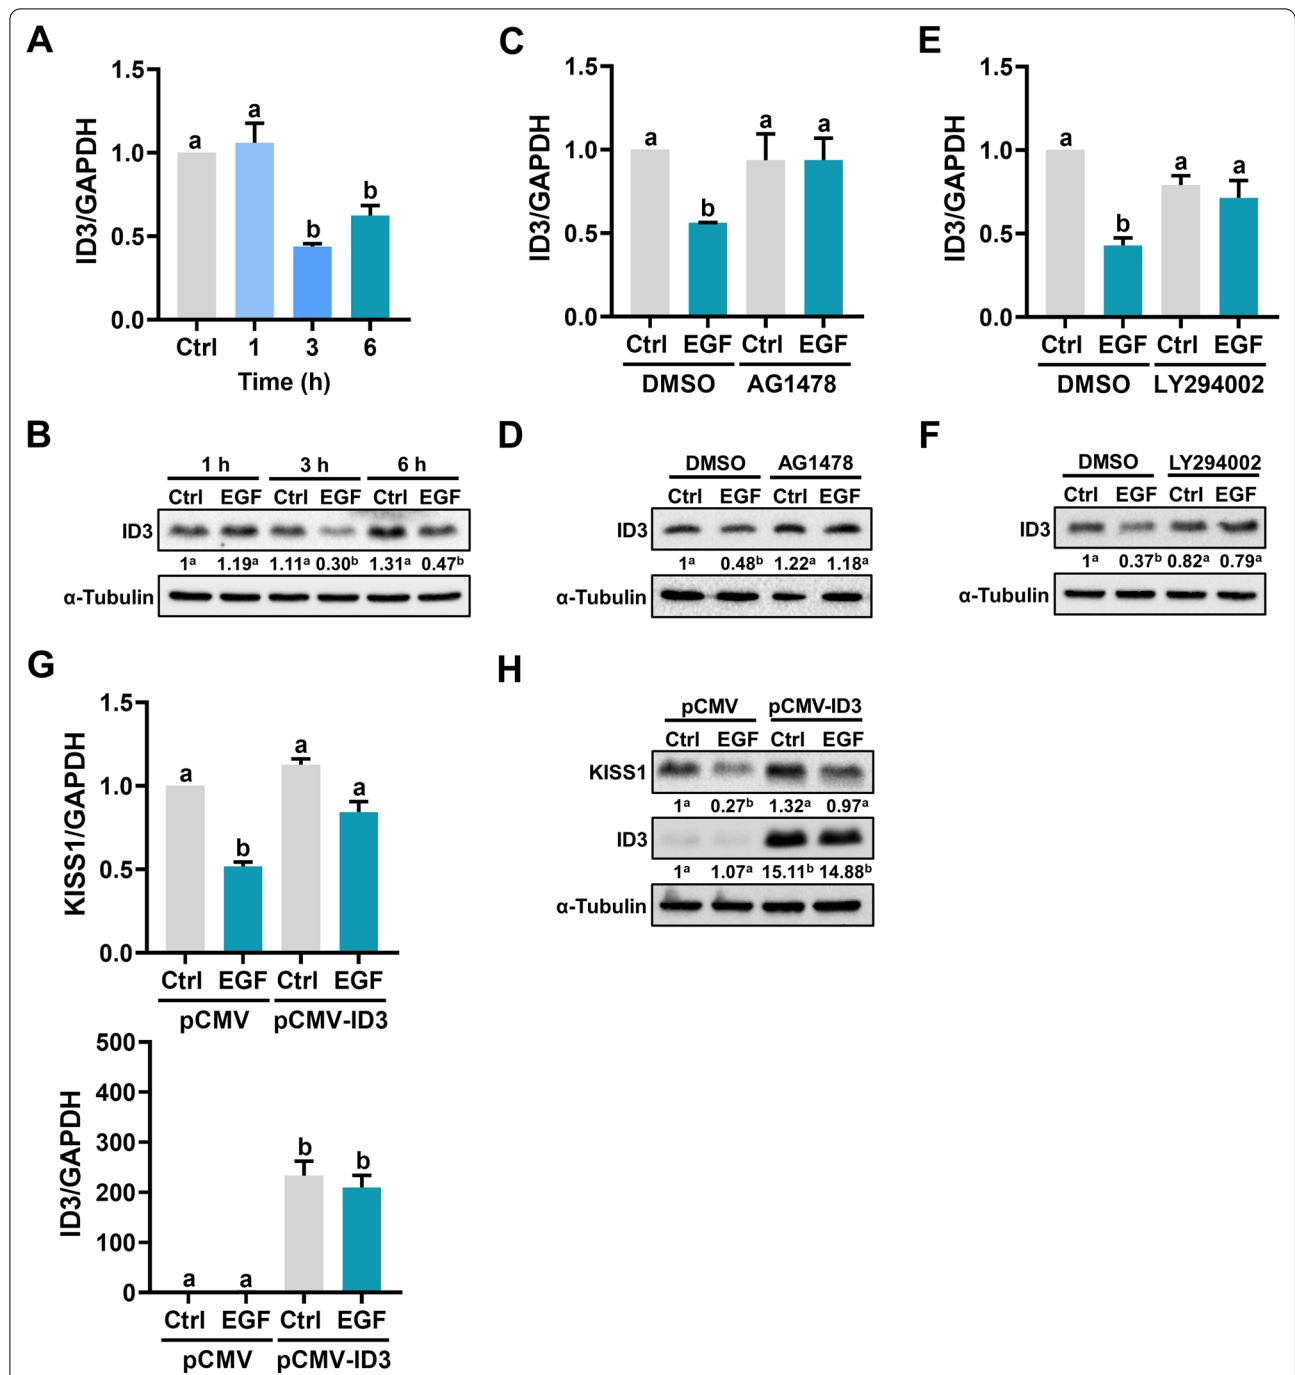 A
1.5
1.0
0.5
0.0
ID3/GAPDH
a
a
b
b
Ctrl 1 3 6
Time (h)
C
1.5
1.0
0.5
0.0
ID3/GAPDH
a
b
a
a
Ctrl EGF Ctrl EGF
DMSO AG1478
E
1.5
1.0
0.5
0.0
ID3/GAPDH
a
b
a
a
Ctrl EGF Ctrl EGF
DMSO LY294002
B
1 h 3 h 6 h
Ctrl EGF Ctrl EGF Ctrl EGF
ID3
1a 1.19a 1.11a 0.30b 1.31a 0.47b
α-Tubulin
D
DMSO AG1478
Ctrl EGF Ctrl EGF
ID3
1a 0.48b 1.22a 1.18a
α-Tubulin
F
DMSO LY294002
Ctrl EGF Ctrl EGF
ID3
1a 0.37b 0.82a 0.79a
α-Tubulin
G
1.5
1.0
0.5
0.0
KISS1/GAPDH
a
b
a
a
Ctrl EGF Ctrl EGF
pCMV pCMV-ID3
500
400
300
200
100
0
ID3/GAPDH
a
a
b
b
Ctrl EGF Ctrl EGF
pCMV pCMV-ID3
H
pCMV pCMV-ID3
Ctrl EGF Ctrl EGF
KISS1
1a 0.27b 1.32a 0.97a
ID3
1a 1.07a 15.11b 14.88b
α-Tubulin